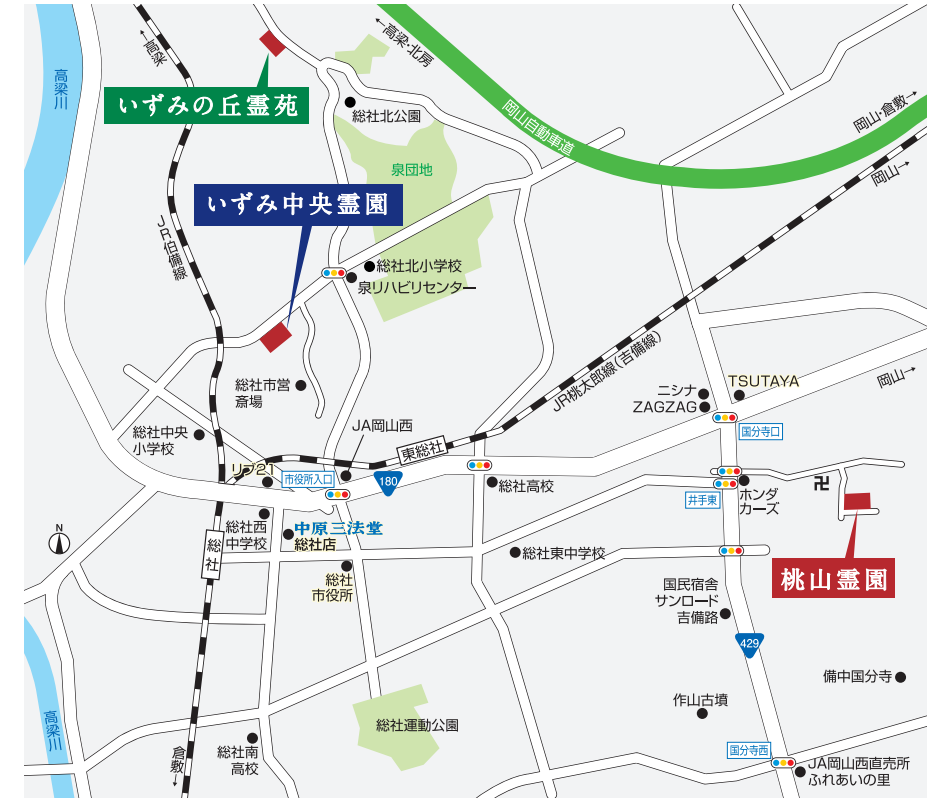 ←高梁
←高梁・北房
高梁川
いずみの丘霊苑
総社北公園
岡山自動車道
岡山・倉敷→
岡山→
泉団地
いずみ中央霊園
JR伯備線
総社北小学校
泉リハビリセンター
JR桃太郎線(吉備線)
総社市営
斎場
岡山→
ニシナ
ZAGZAG
TSUTAYA
国分寺口
総社中央
小学校
JA岡山西
東総社
リブ21
市役所入口
180
総社高校
井手東
ホンダ
カーズ
卍
N
総社西
中学校
中原三法堂
総社店
総社
総社東中学校
総社
市役所
桃山霊園
国民宿舎
サンロード
吉備路
429
備中国分寺
作山古墳
高梁川
倉敷→
総社南
高校
総社運動公園
国分寺西
JA岡山西直売所
ふれあいの里